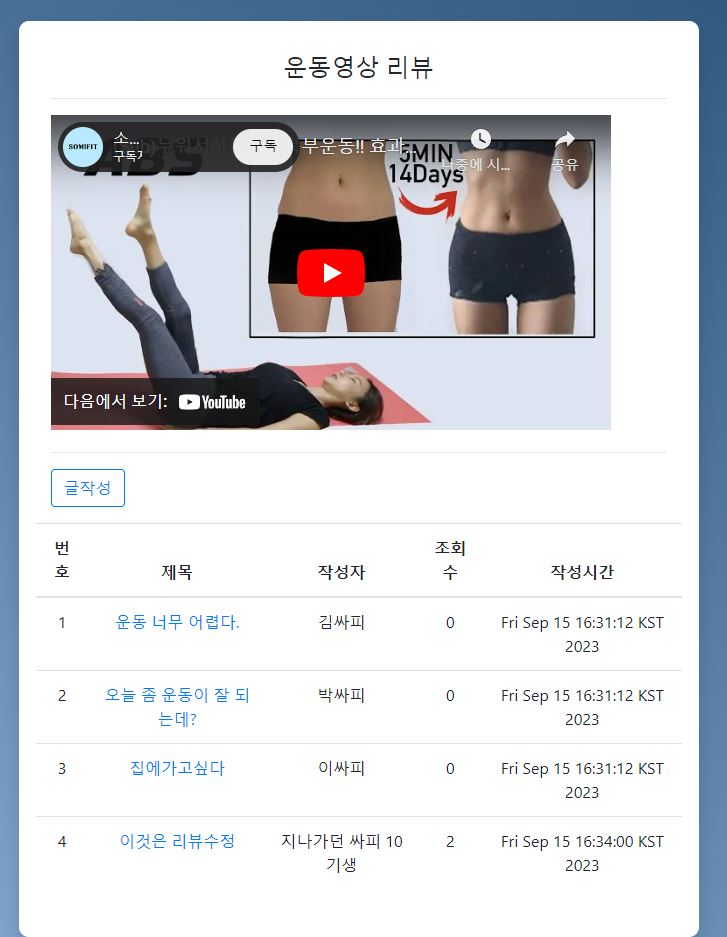 운동영상 리뷰
SOMIFIT
소...
구독
부운동!! 효과
나중에 시...
공유
ABS
5MIN
14Days
다음에서 보기: YouTube
글작성
번호 제목 작성자 조회수 작성시간
1 운동 너무 어렵다. 김싸피 0 Fri Sep 15 16:31:12 KST
2023
2 오늘 좀 운동이 잘 되 박싸피 0 Fri Sep 15 16:31:12 KST
는데? 2023
3 집에가고싶다 이싸피 0 Fri Sep 15 16:31:12 KST
2023
4 이것은 리뷰수정 지나가던 싸피 10 2 Fri Sep 15 16:34:00 KST
기생 2023